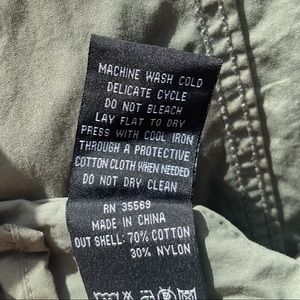 MACHINE WASH COLD
DELICATE CYCLE
DO NOT BLEACH
LAY FLAT TO DRY
PRESS WITH COOL IRON
THROUGH A PROTECTIVE
COTTON CLOTH WHEN NEEDED
DO NOT DRY CLEAN
RN 35569
MADE IN CHINA
OUT SHELL: 70% COTTON
30% NYLON